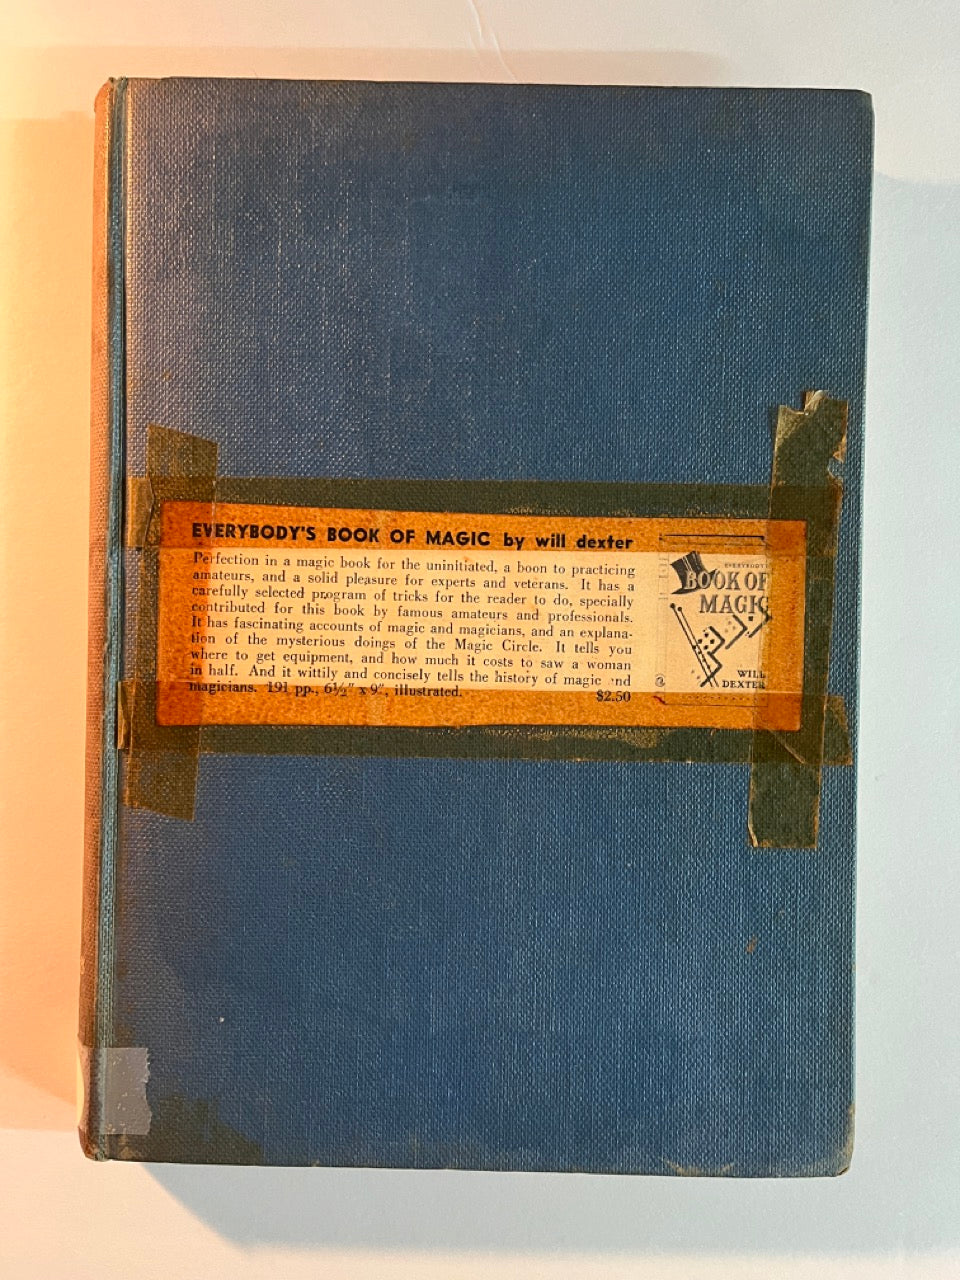 EVERYBODY'S BOOK OF MAGIC by will dexter
Perfection in a magic book for the uninitiated, a boon to practicing
amateurs, and a solid pleasure for experts and veterans. It has a
carefully selected program of tricks for the reader to do, specially
contributed for this book by famous amateurs and professionals.
It has fascinating accounts of magic and magicians, and an explana-
tion of the mysterious doings of the Magic Circle. It tells you
where to get equipment, and how much it costs to saw a woman
in half. And it wittily and concisely tells the history of magic and
magicians. 191 pp., 6½" x 9", illustrated. $2.50
EVERYBODY'S
BOOK OF
MAGIC
WILL
DEXTER